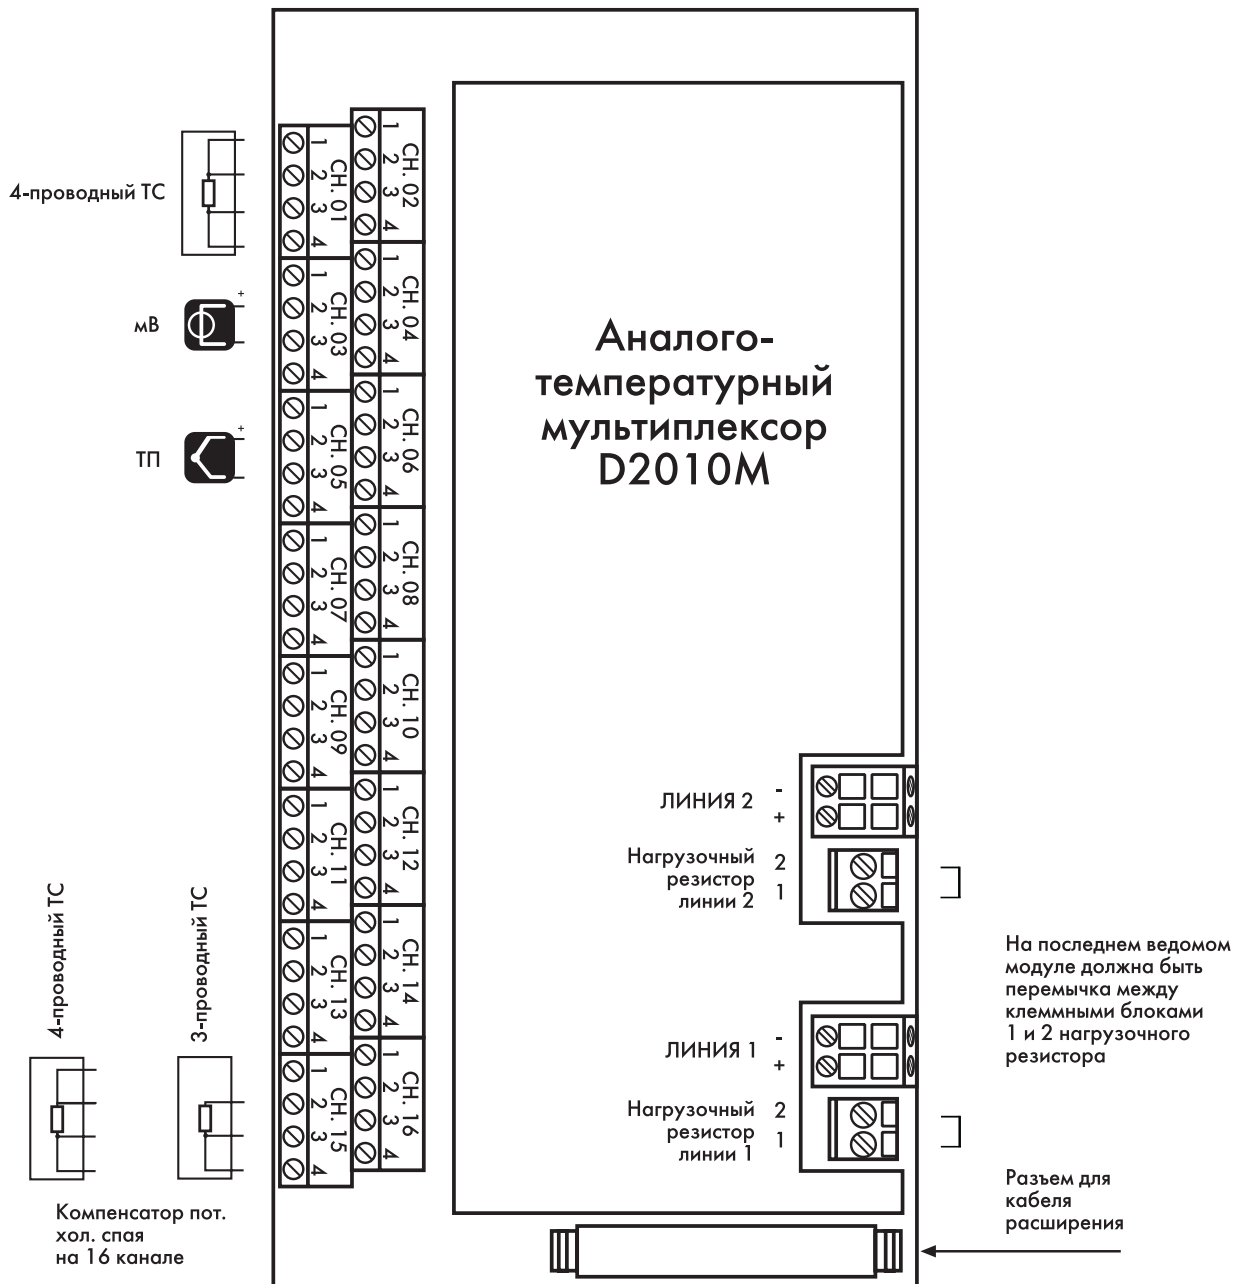 4-проводный ТС
мВ
+
ТП
+
1 2 3 4
CH. 01
1 2 3 4
CH. 02
1 2 3 4
CH. 03
1 2 3 4
CH. 04
1 2 3 4
CH. 05
1 2 3 4
CH. 06
1 2 3 4
CH. 07
1 2 3 4
CH. 08
1 2 3 4
CH. 09
1 2 3 4
CH. 10
1 2 3 4
CH. 11
1 2 3 4
CH. 12
1 2 3 4
CH. 13
1 2 3 4
CH. 14
1 2 3 4
CH. 15
1 2 3 4
CH. 16
Аналого-
температурный
мультиплексор
D2010M
ЛИНИЯ 2
-
+
Нагрузочный
резистор
линии 2
2
1
ЛИНИЯ 1
-
+
Нагрузочный
резистор
линии 1
2
1
На последнем ведомом
модуле должна быть
перемычка между
клеммными блоками
1 и 2 нагрузочного
резистора
Разъем для
кабеля
расширения
4-проводный ТС
3-проводный ТС
Компенсатор пот.
хол. спая
на 16 канале